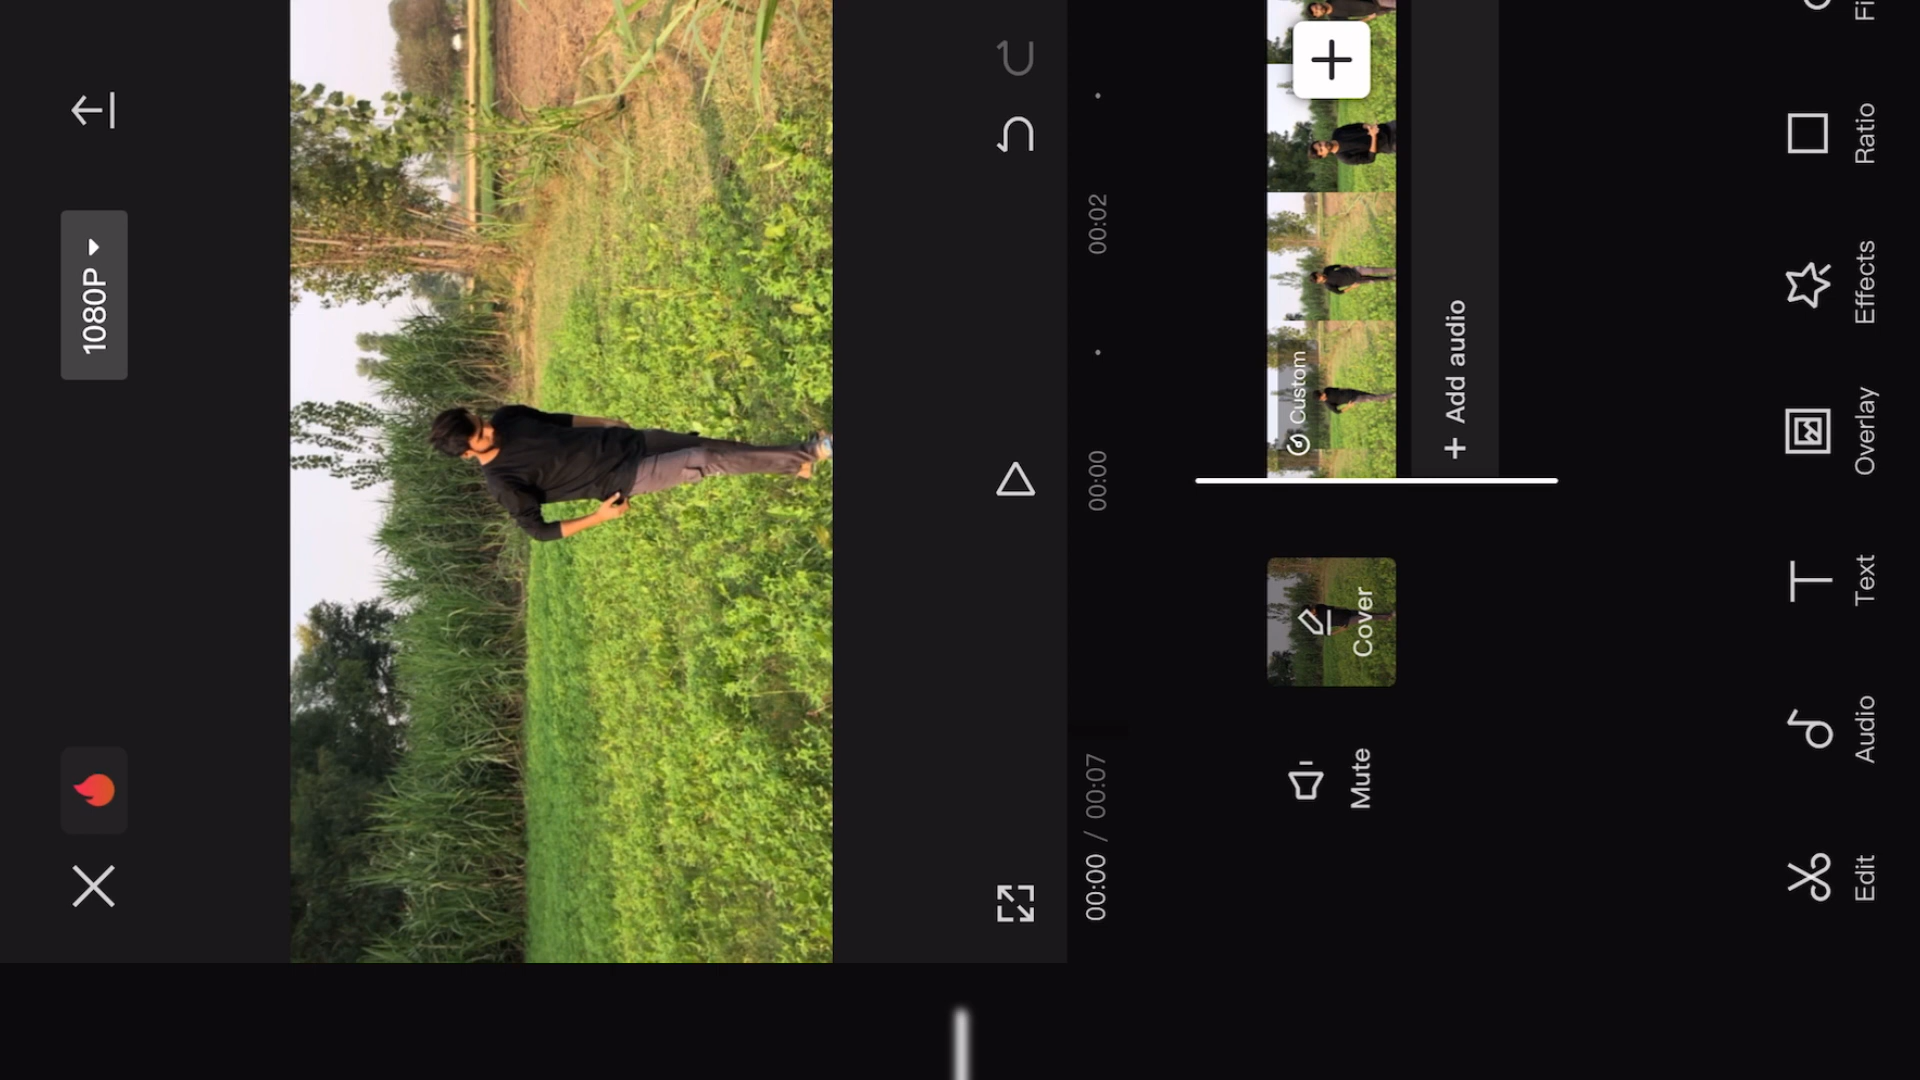 1080P
00:00 / 00:07
00:00
00:02
Mute
Cover
Custom
+ Add audio
Edit
Audio
Text
Overlay
Effects
Ratio